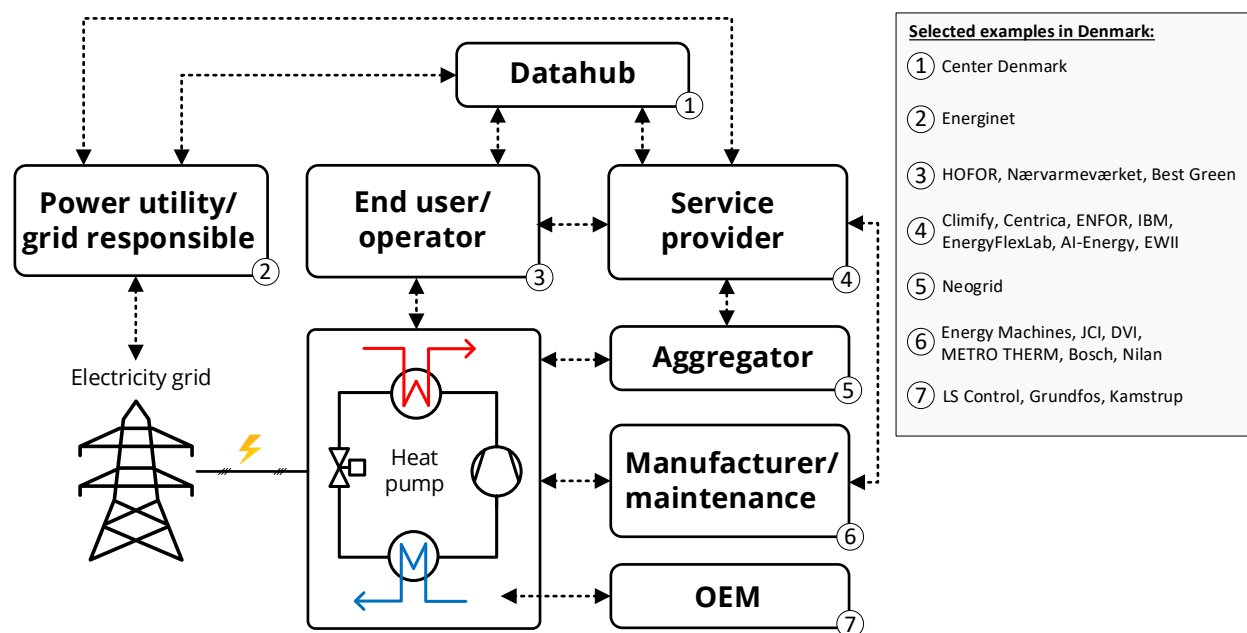 Datahub
1
Power utility/
grid responsible
2
End user/
operator
3
Service
provider
4
Electricity grid
Heat
pump
Aggregator
5
Manufacturer/
maintenance
6
OEM
7
Selected examples in Denmark:
1 Center Denmark
2 Energinet
3 HOFOR, Nærvarmeværket, Best Green
4 Climify, Centrica, ENFOR, IBM,
EnergyFlexLab, AI-Energy, EWII
5 Neogrid
6 Energy Machines, JCI, DVI,
METRO THERM, Bosch, Nilan
7 LS Control, Grundfos, Kamstrup